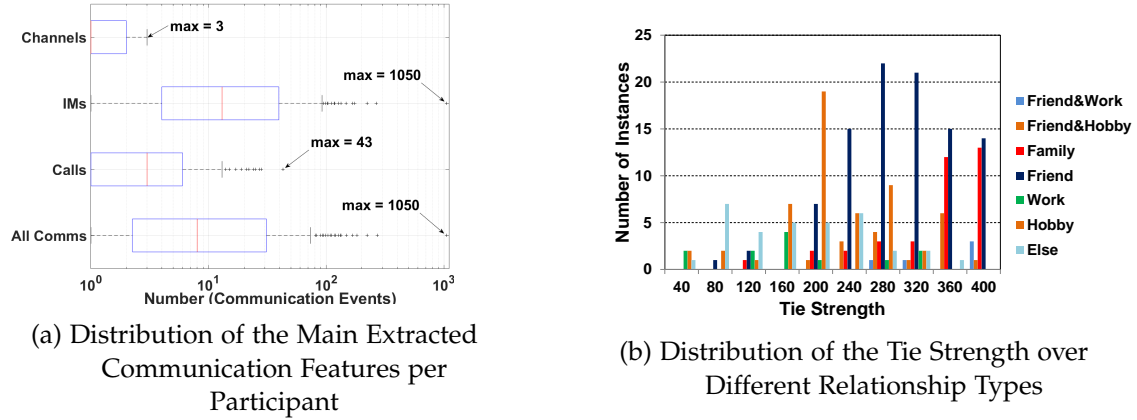 max = 3
Channels
max = 1050
IMs
max = 43
Calls
max = 1050
All Comms
10^0 10^1 10^2 10^3
Number (Communication Events)
(a) Distribution of the Main Extracted
Communication Features per
Participant
25
20
15
10
5
0
Number of Instances
40 80 120 160 200 240 280 320 360 400
Tie Strength
Friend&Work
Friend&Hobby
Family
Friend
Work
Hobby
Else
(b) Distribution of the Tie Strength over
Different Relationship Types